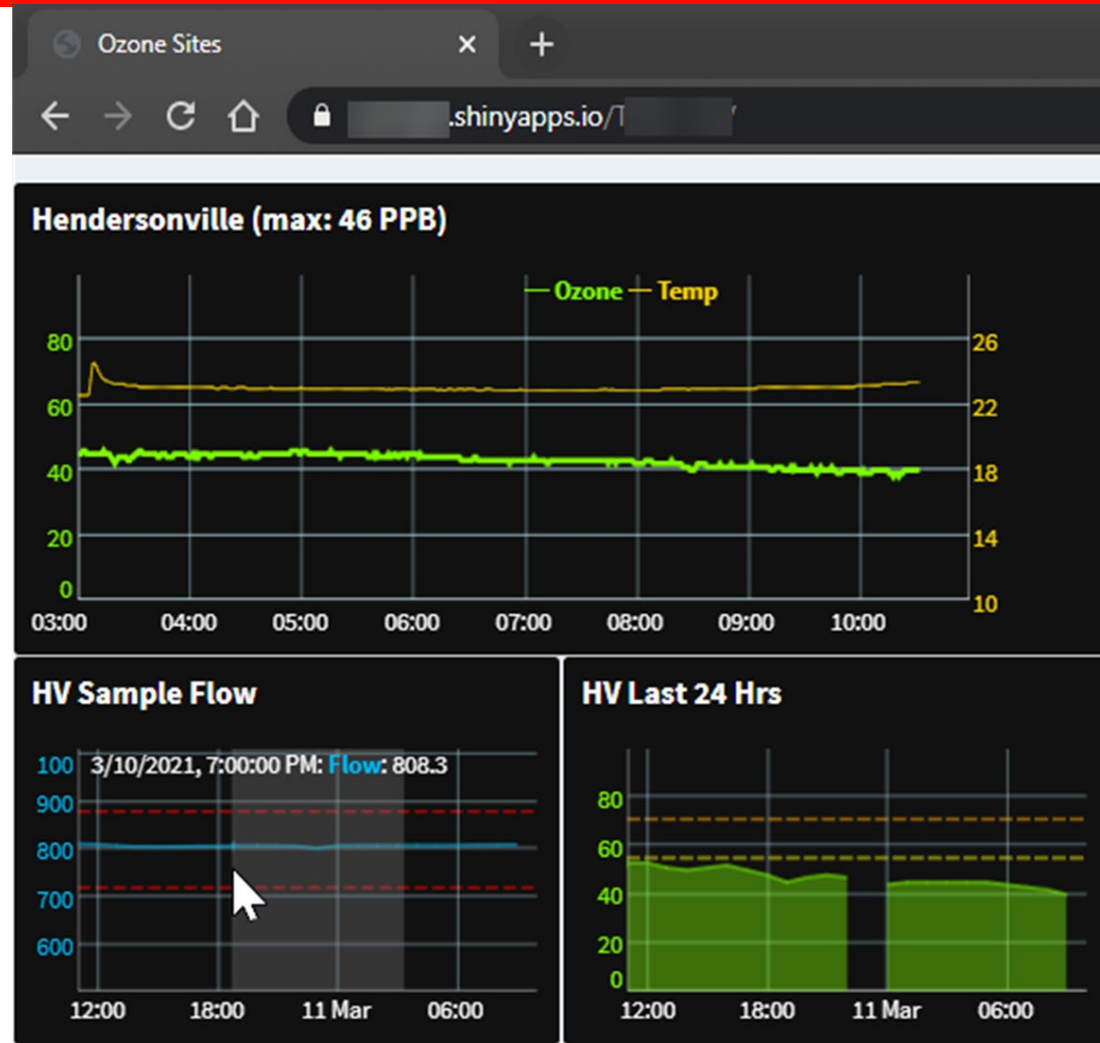 Ozone Sites
.shinyapps.io/T
Hendersonville (max: 46 PPB)
Ozone Temp
80 26
60 22
40 18
20 14
0 10
03:00 04:00 05:00 06:00 07:00 08:00 09:00 10:00
HV Sample Flow
3/10/2021, 7:00:00 PM: Flow: 808.3
100
900
800
700
600
12:00 18:00 11 Mar 06:00
HV Last 24 Hrs
80
60
40
20
0
12:00 18:00 11 Mar 06:00